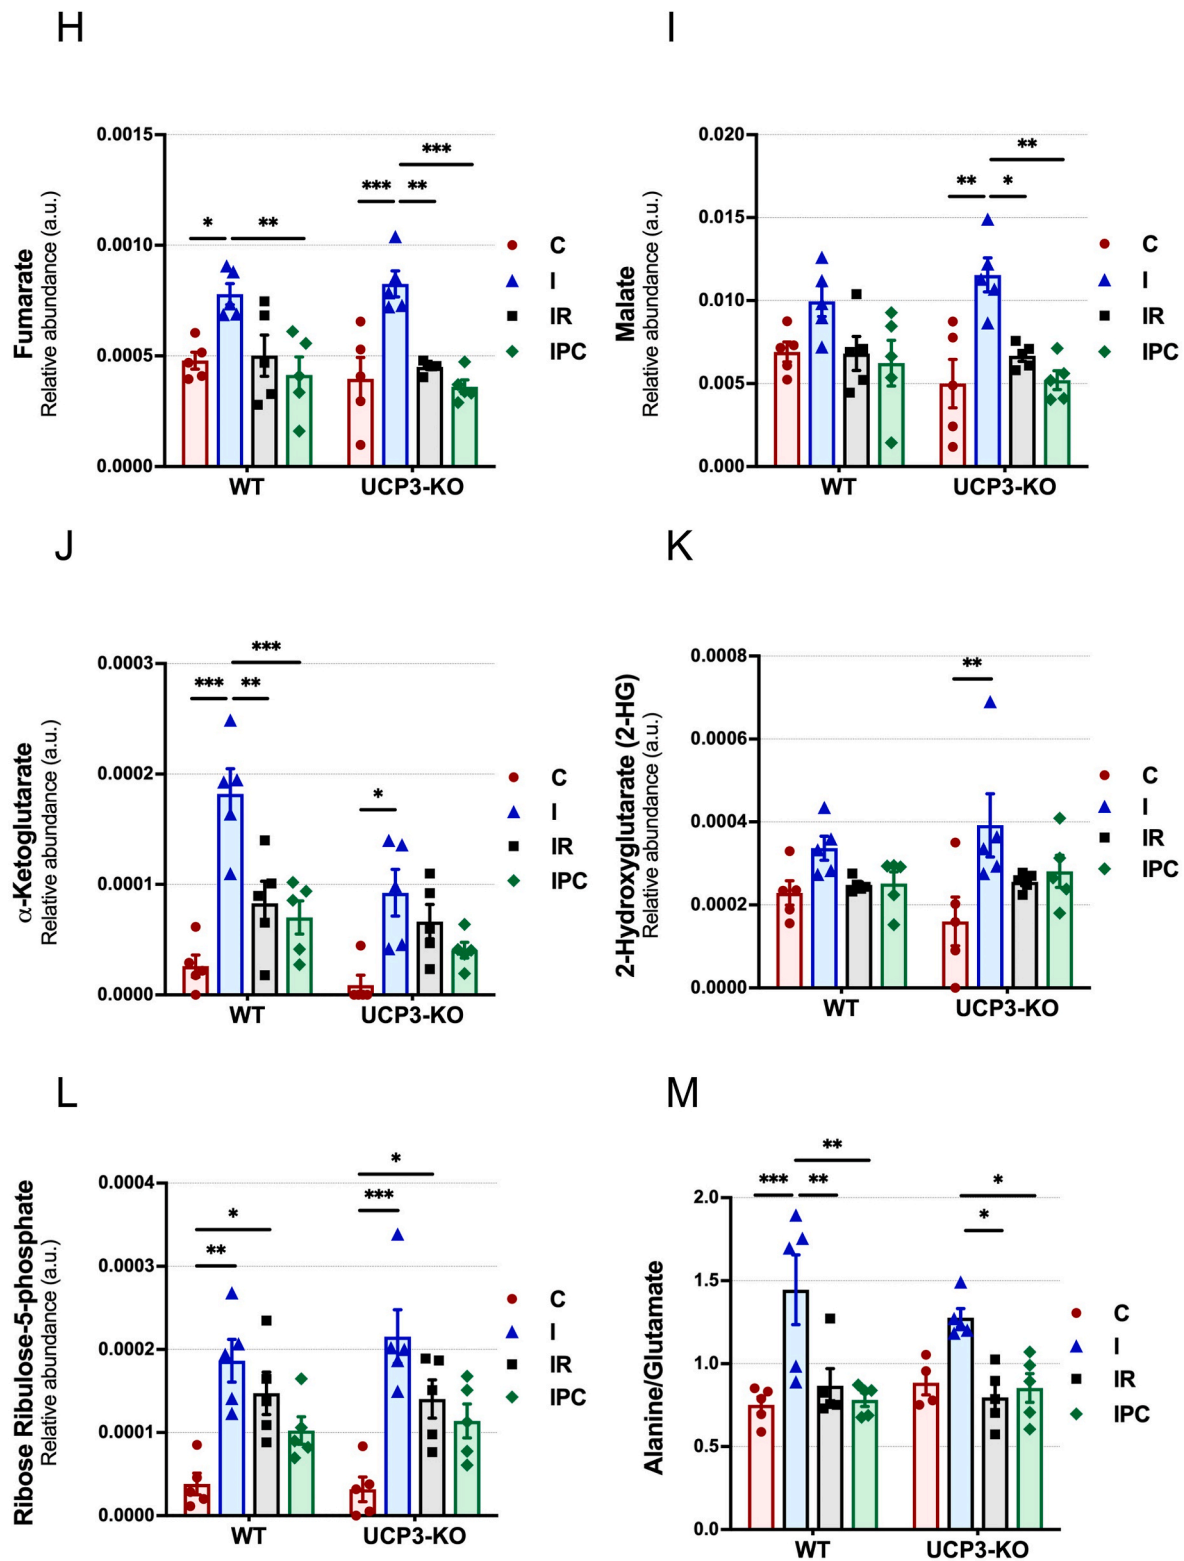 H
Fumarate
Relative abundance (a.u.)
0.0015
0.0010
0.0005
0.0000
* ** *** ** ***
WT UCP3-KO
C
I
IR
IPC
I
Malate
Relative abundance (a.u.)
0.020
0.015
0.010
0.005
0.000
** * **
WT UCP3-KO
C
I
IR
IPC
J
α-Ketoglutarate
Relative abundance (a.u.)
0.0003
0.0002
0.0001
0.0000
*** ** *** *
WT UCP3-KO
C
I
IR
IPC
K
2-Hydroxyglutarate (2-HG)
Relative abundance (a.u.)
0.0008
0.0006
0.0004
0.0002
0.0000
**
WT UCP3-KO
C
I
IR
IPC
L
Ribose Ribulose-5-phosphate
Relative abundance (a.u.)
0.0004
0.0003
0.0002
0.0001
0.0000
** * *** *
WT UCP3-KO
C
I
IR
IPC
M
Alanine/Glutamate
2.0
1.5
1.0
0.5
0.0
*** ** ** * *
WT UCP3-KO
C
I
IR
IPC